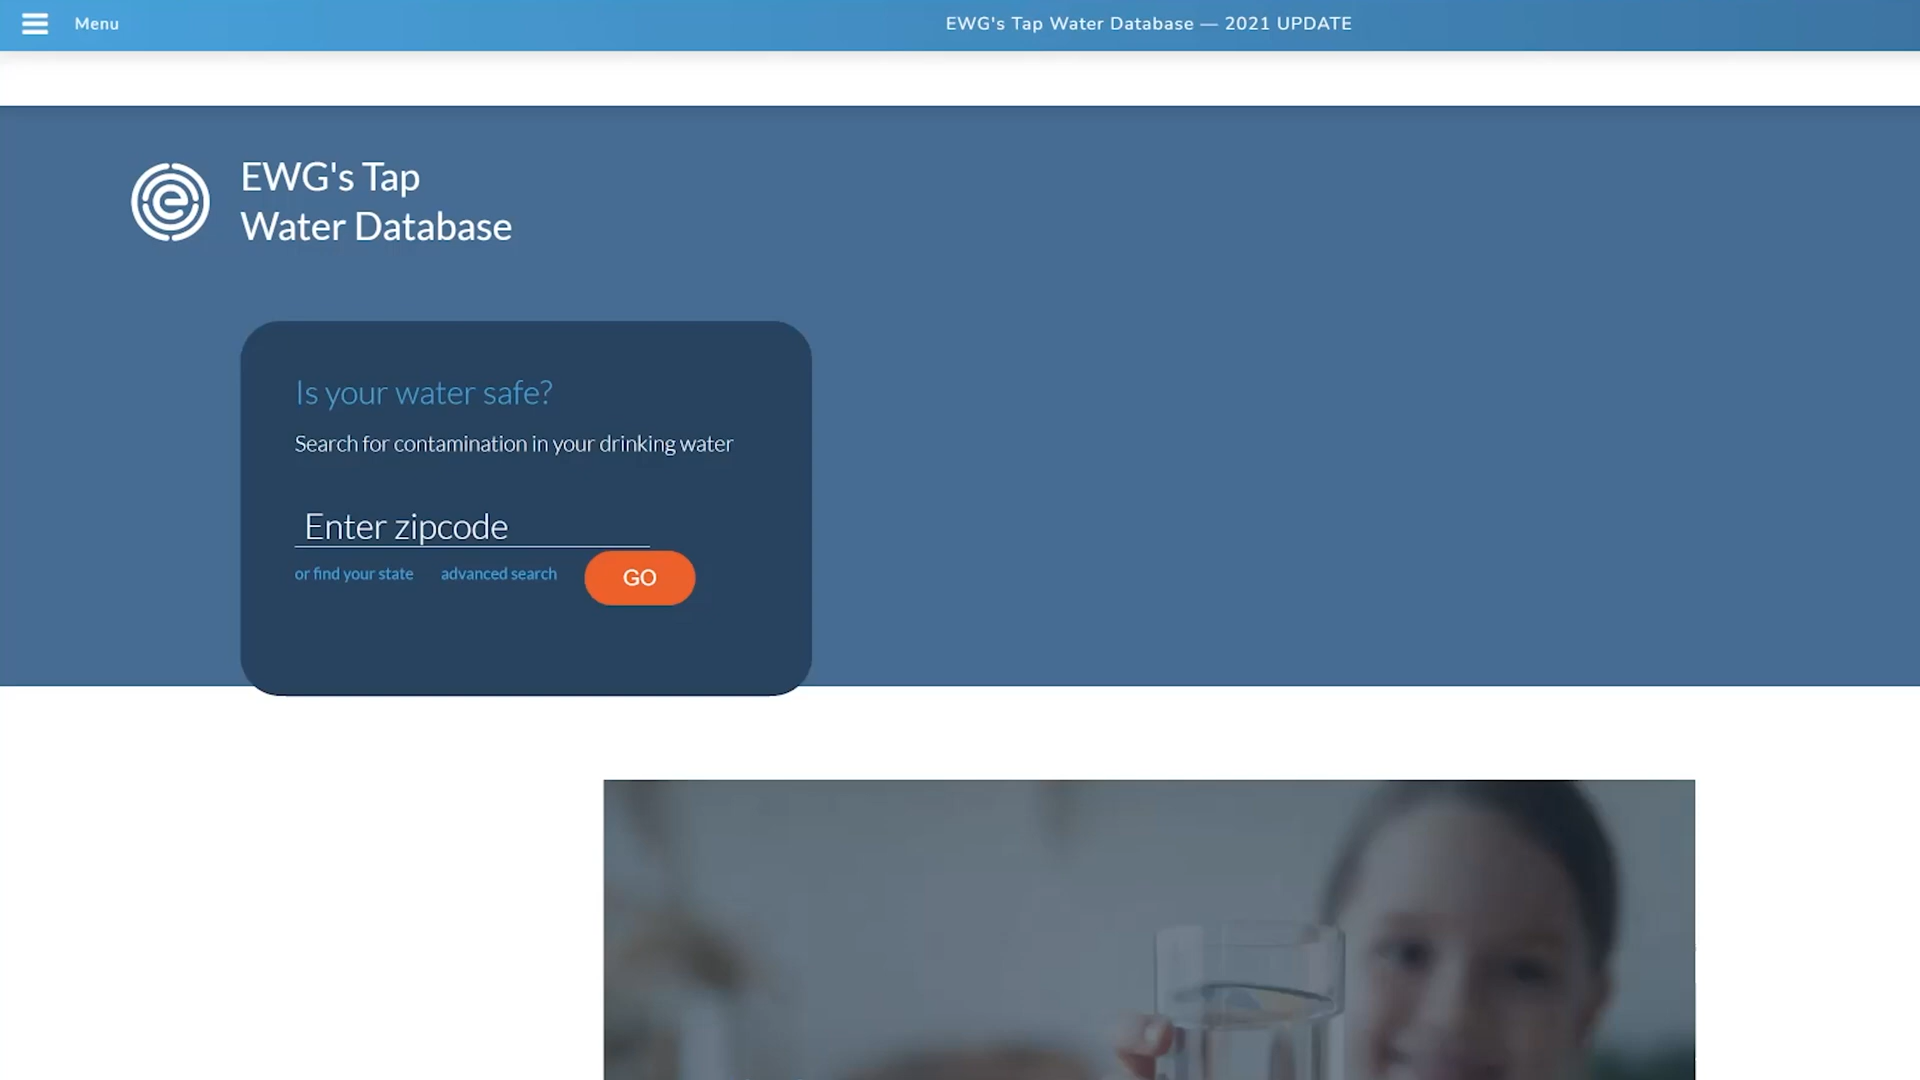 Menu
EWG's Tap Water Database — 2021 UPDATE
EWG's Tap
Water Database
Is your water safe?
Search for contamination in your drinking water
Enter zipcode
or find your state
advanced search
GO